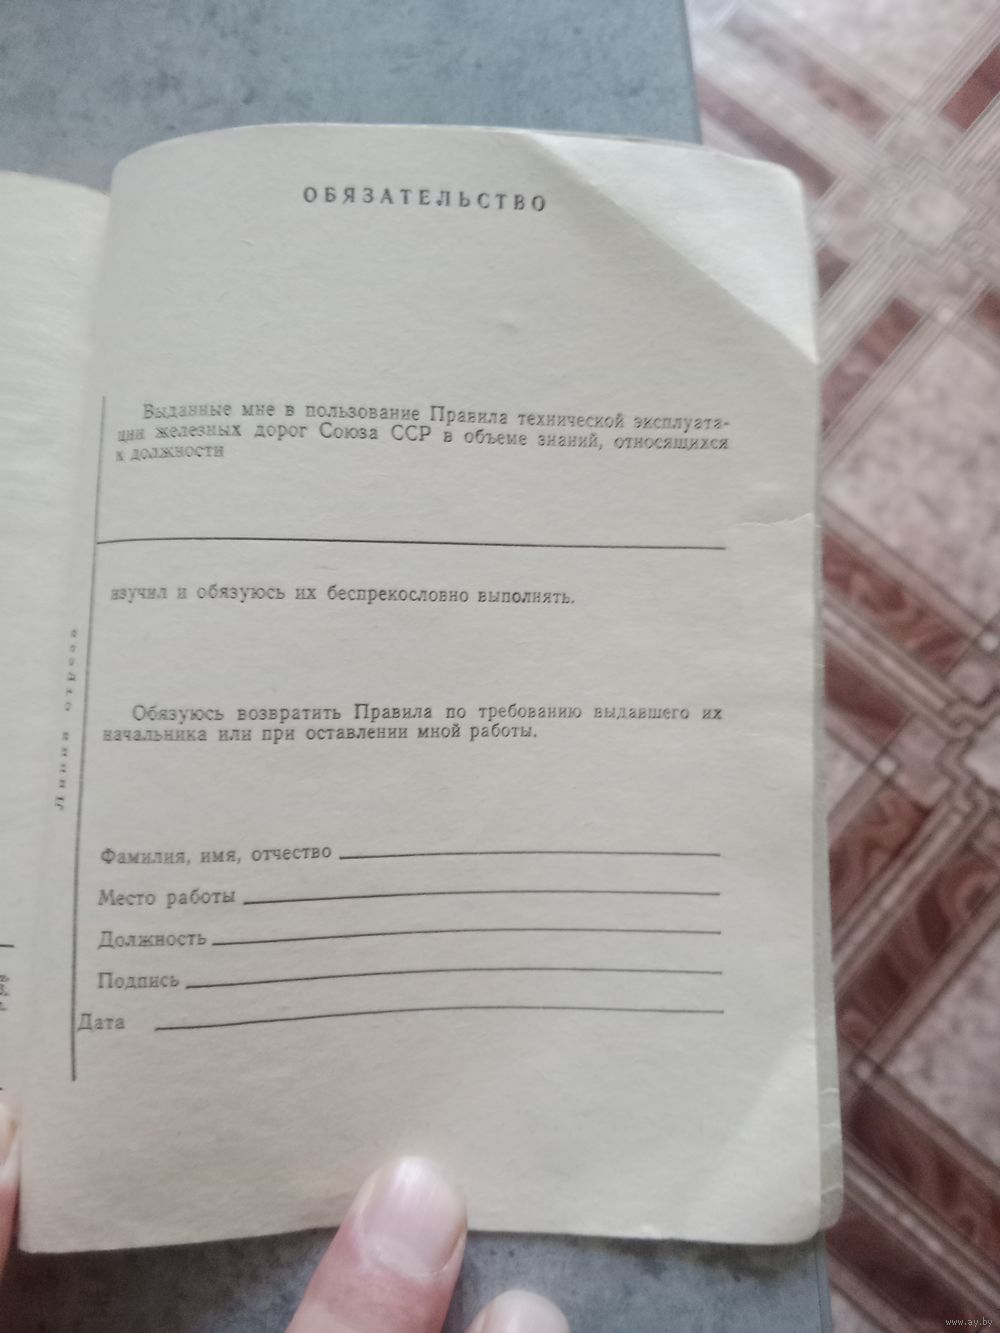 ОБЯЗАТЕЛЬСТВО
Выданные мне в пользование Правила технической эксплуата-
ции железных дорог Союза ССР в объеме знаний, относящихся
к должности
изучил и обязуюсь их беспрекословно выполнять.
Обязуюсь возвратить Правила по требованию выдавшего их
начальника или при оставлении мной работы.
Линия отреза
Фамилия, имя, отчество
Место работы
Должность
Подпись
Дата
www.ay.by